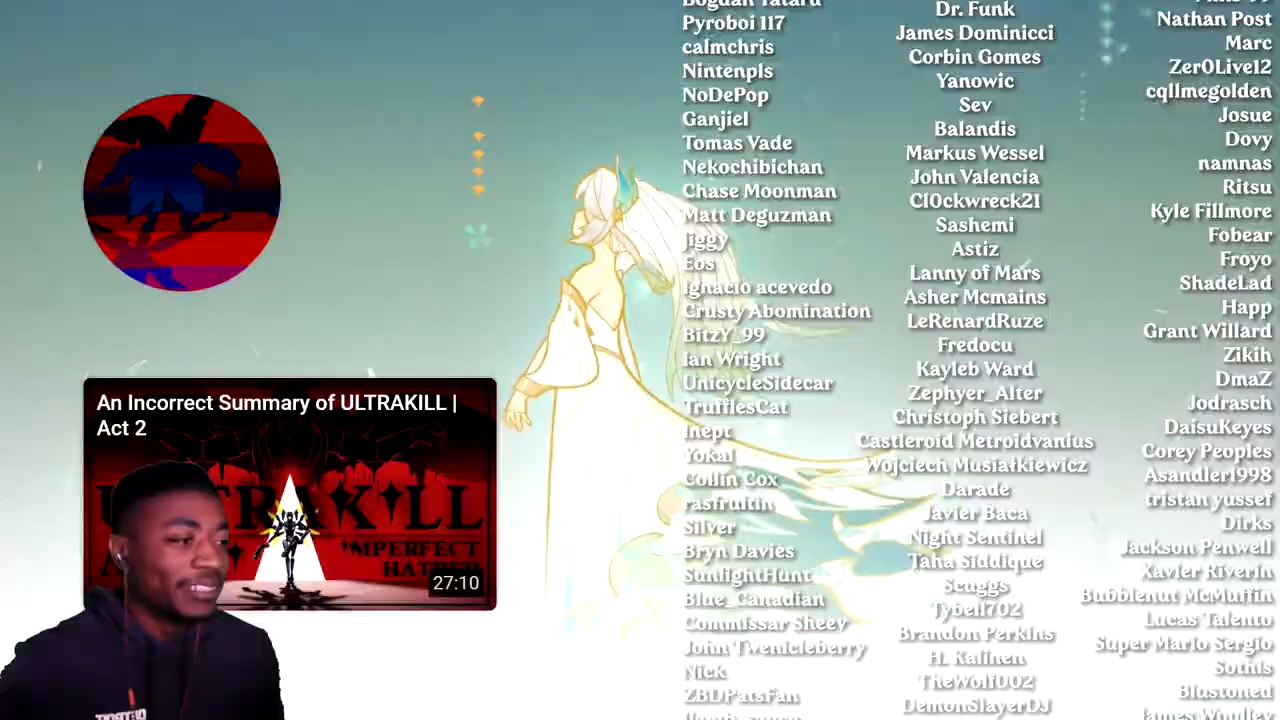 An Incorrect Summary of ULTRAKILL |
Act 2
ULTRAKILL
IMPERFECT
HATRED
27:10
Pyroboi 117
calmchris
Nintenpls
NoDePop
Ganjiel
Tomas Vade
Nekochibichan
Chase Moonman
Matt Deguzman
Jiggy
Eos
Ignacio acevedo
Crusty Abomination
BitzY_99
Ian Wright
UnicycleSidecar
TrufflesCat
Inept
Yokai
Collin Cox
rasfruitin
Silver
Bryn Davies
SunlightHunt
Blue_Canadian
Commissar Sheev
John Twenicleberry
Nick
ZBDPatsFan
Dr. Funk
James Dominicci
Corbin Gomes
Yanowic
Sev
Balandis
Markus Wessel
John Valencia
Cl0ckwreck21
Sashemi
Astiz
Lanny of Mars
Asher Mcmains
LeRenardRuze
Fredocu
Kayleb Ward
Zephyer_Alter
Christoph Siebert
Castleroid Metroidvanius
Wojciech Musiałkiewicz
Darade
Javier Baca
Night Sentinel
Taha Siddique
Scuggs
Tybell702
Brandon Perkins
H. Kalinen
TheWolf002
DemonSlayerDJ
Nathan Post
Marc
Zer0Live12
cqllmegolden
Josue
Dovy
namnas
Ritsu
Kyle Fillmore
Fobear
Froyo
ShadeLad
Happ
Grant Willard
Zikih
DmaZ
Jodrasch
DaisuKeyes
Corey Peoples
Asandler1998
tristan yussef
Dirks
Jackson Penwell
Xavier Riverin
Bubblenut McMuffin
Lucas Talento
Super Mario Sergio
Sothis
Blustoned
James Woolley